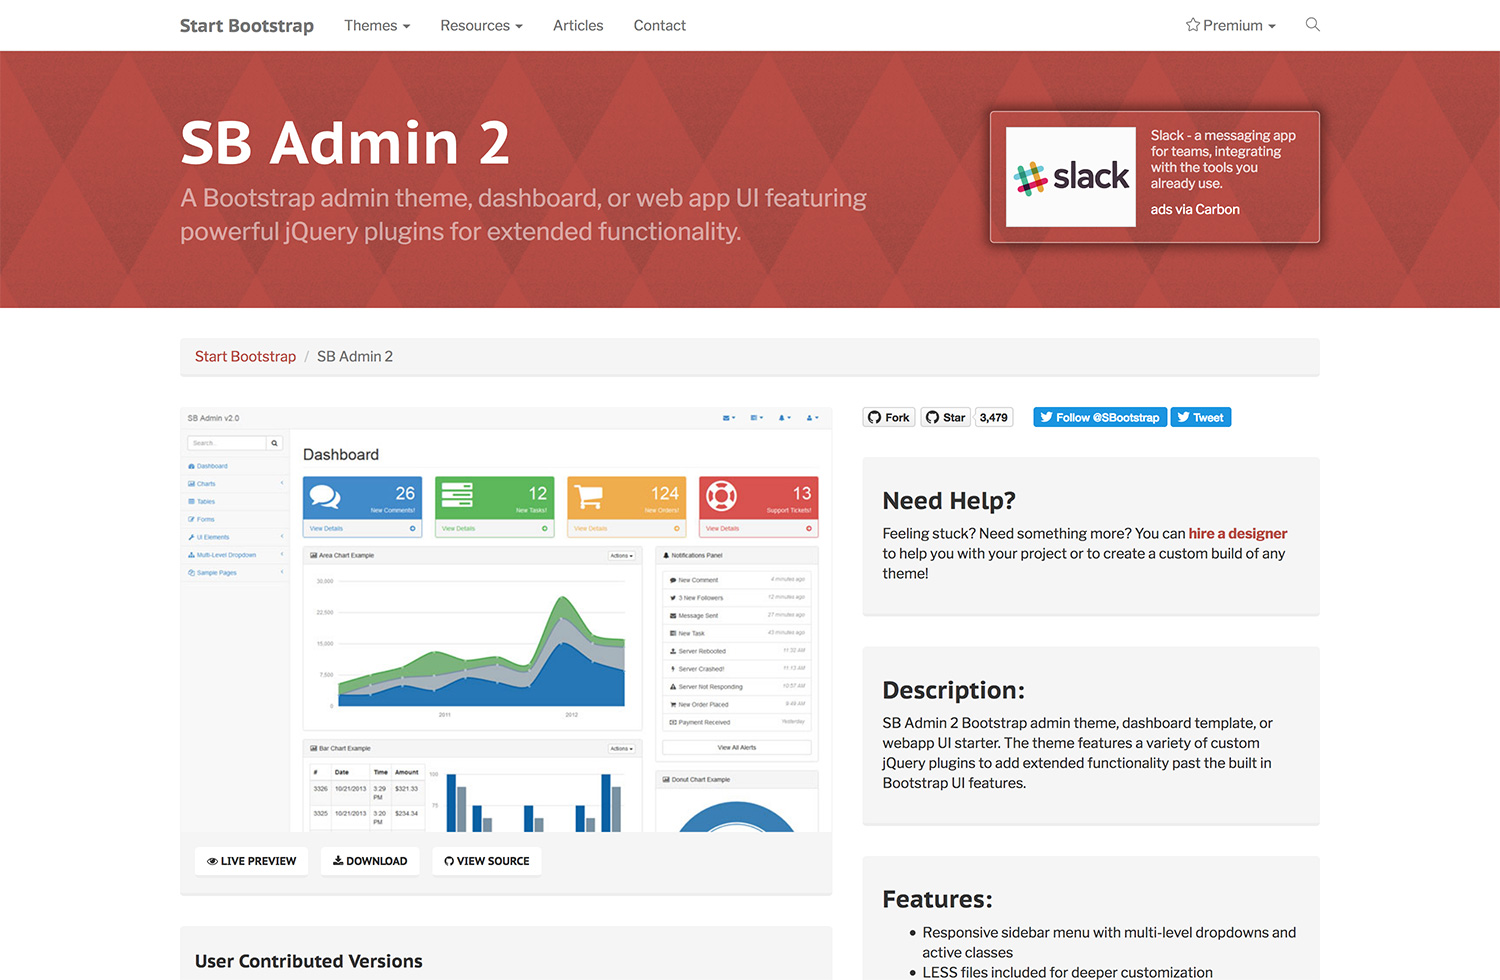 Start Bootstrap
Themes
Resources
Articles
Contact
Premium
SB Admin 2
A Bootstrap admin theme, dashboard, or web app UI featuring
powerful jQuery plugins for extended functionality.
slack
Slack - a messaging app
for teams, integrating
with the tools you
already use.
ads via Carbon
Start Bootstrap / SB Admin 2
SB Admin v2.0
Search...
Dashboard
Charts
Tables
Forms
UI Elements
Multi-Level Dropdown
Sample Pages
Dashboard
26
New Comments!
View Details
12
New Tasks!
View Details
124
New Orders!
View Details
13
Support Tickets!
View Details
Area Chart Example
Actions
30,000
22,500
15,000
7,500
0
2011
2012
Notifications Panel
New Comment 4 minutes ago
3 New Followers 12 minutes ago
Message Sent 27 minutes ago
New Task 43 minutes ago
Server Rebooted 11:32 AM
Server Crashed! 11:13 AM
Server Not Responding 10:57 AM
New Order Placed 9:49 AM
Payment Received Yesterday
View All Alerts
Bar Chart Example
Actions
# Date Time Amount
3326 10/21/2013 3:29 PM $321.33
3325 10/21/2013 3:20 PM $234.34
100
75
Donut Chart Example
LIVE PREVIEW
DOWNLOAD
VIEW SOURCE
User Contributed Versions
Fork
Star
3,479
Follow @SBootstrap
Tweet
Need Help?
Feeling stuck? Need something more? You can hire a designer
to help you with your project or to create a custom build of any
theme!
Description:
SB Admin 2 Bootstrap admin theme, dashboard template, or
webapp UI starter. The theme features a variety of custom
jQuery plugins to add extended functionality past the built in
Bootstrap UI features.
Features:
• Responsive sidebar menu with multi-level dropdowns and
active classes
• LESS files included for deeper customization